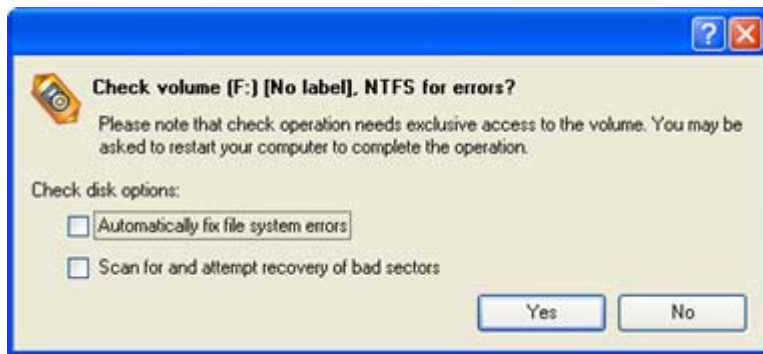 ?
Check volume (F:) [No label], NTFS for errors?
Please note that check operation needs exclusive access to the volume. You may be
asked to restart your computer to complete the operation.
Check disk options:
Automatically fix file system errors
Scan for and attempt recovery of bad sectors
Yes No